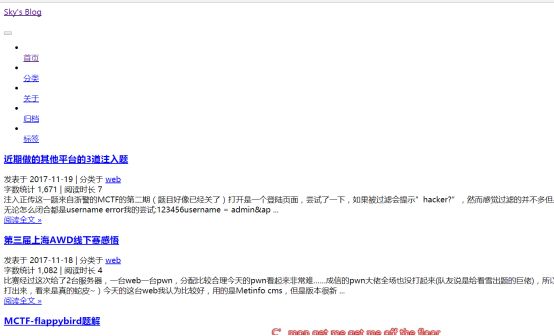 Sky's Blog
首页
分类
关于
归档
标签
近期做的其他平台的3道注入题
发表于 2017-11-19 | 分类于 web
字数统计 1,671 | 阅读时长 7
注入正传这一题来自浙警的MCTF的第二期（题目好像已经关了）打开是一个登陆页面，尝试了一下，如果被过滤会提示”hacker?”，然而感觉过滤的并不多但
无论怎么闭合都是username error我的尝试:123456username = admin&ap ...
阅读全文 »
第三届上海AWD线下赛感悟
发表于 2017-11-18 | 分类于 web
字数统计 1,082 | 阅读时长 4
比赛经过这次给了2台服务器，一台web一台pwn，分配比较合理今天的pwn看起来非常难……成信的pwn大佬全场也没打起来(队友说是给看雪出题的巨佬)，所以
打出来，看来是真的蛇皮~）今天的这台web我认为比较好，用的是Metinfo cms，但是版本很新 ...
阅读全文 »
MCTF-flappybird题解
C' mon get me get me off the floor